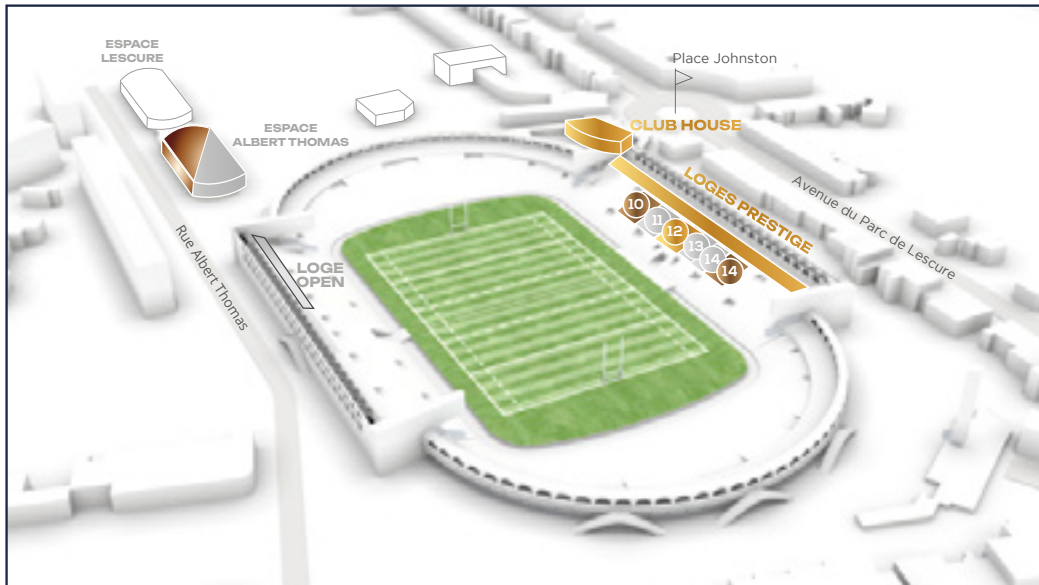 ESPACE
LESCURE
Place Johnston
ESPACE
ALBERT THOMAS
CLUB HOUSE
LOGES PRESTIGE
Avenue du Parc de Lescure
10
11
12
13
14
14
Rue Albert Thomas
LOGE
OPEN